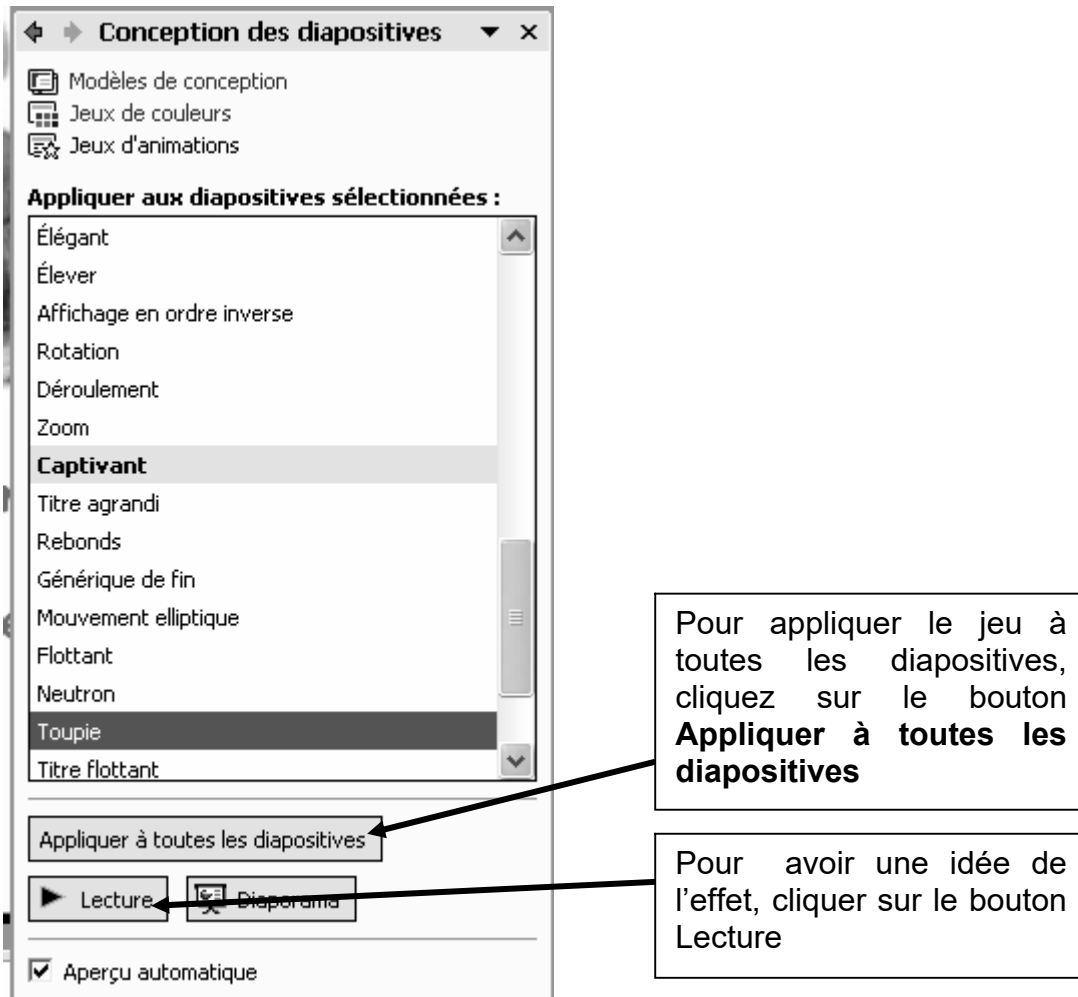 Conception des diapositives
Modèles de conception
Jeux de couleurs
Jeux d'animations
Appliquer aux diapositives sélectionnées :
Élégant
Élever
Affichage en ordre inverse
Rotation
Déroulement
Zoom
Captivant
Titre agrandi
Rebonds
Générique de fin
Mouvement elliptique
Flottant
Neutron
Toupie
Titre flottant
Appliquer à toutes les diapositives
Lecture
Diaporama
Aperçu automatique
Pour appliquer le jeu à
toutes les diapositives,
cliquez sur le bouton
Appliquer à toutes les
diapositives
Pour avoir une idée de
l’effet, cliquer sur le bouton
Lecture